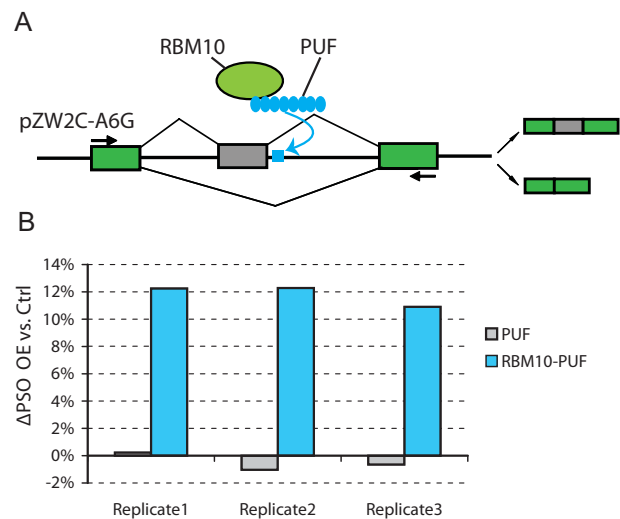 A
RBM10 PUF
pZW2C-A6G
B
ΔPSO OE vs. Ctrl
14%
12%
10%
8%
6%
4%
2%
0%
-2%
Replicate1 Replicate2 Replicate3
PUF
RBM10-PUF